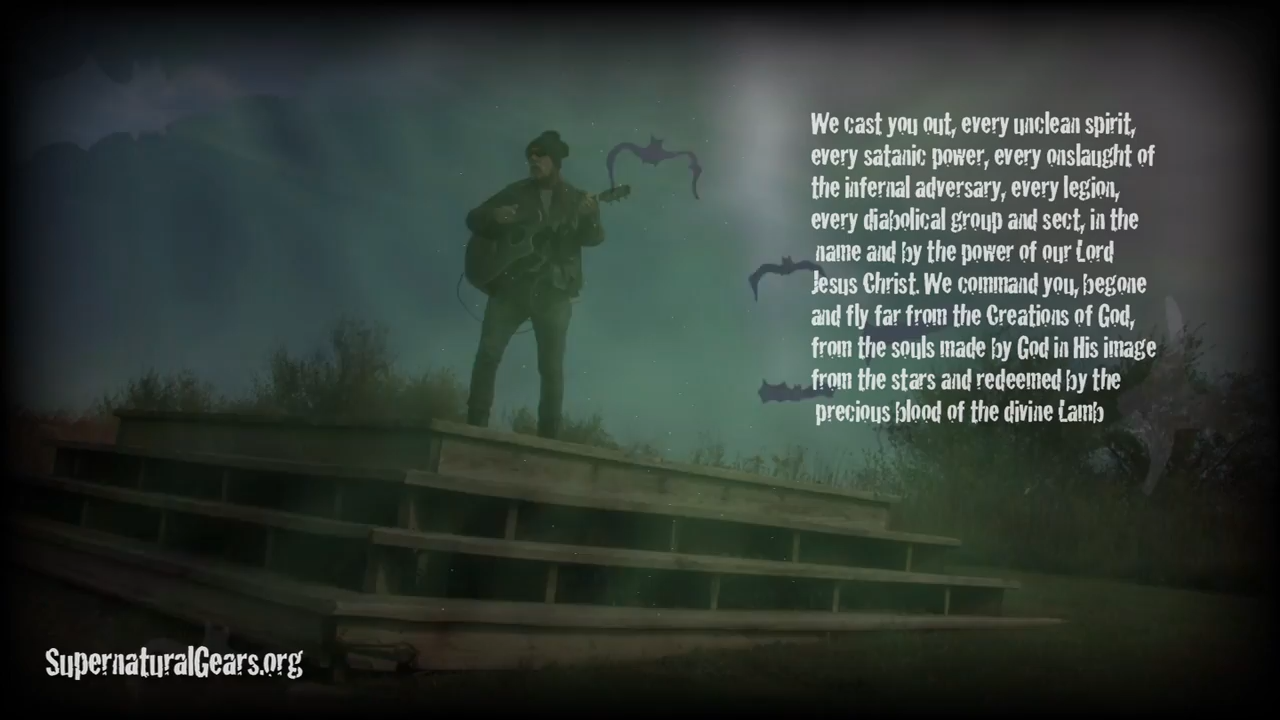 We cast you out, every unclean spirit,
every satanic power, every onslaught of
the infernal adversary, every legion,
every diabolical group and sect, in the
name and by the power of our Lord
Jesus Christ. We command you, begone
and fly far from the Creations of God,
from the souls made by God in His image
from the stars and redeemed by the
precious blood of the divine Lamb
SupernaturalGears.org